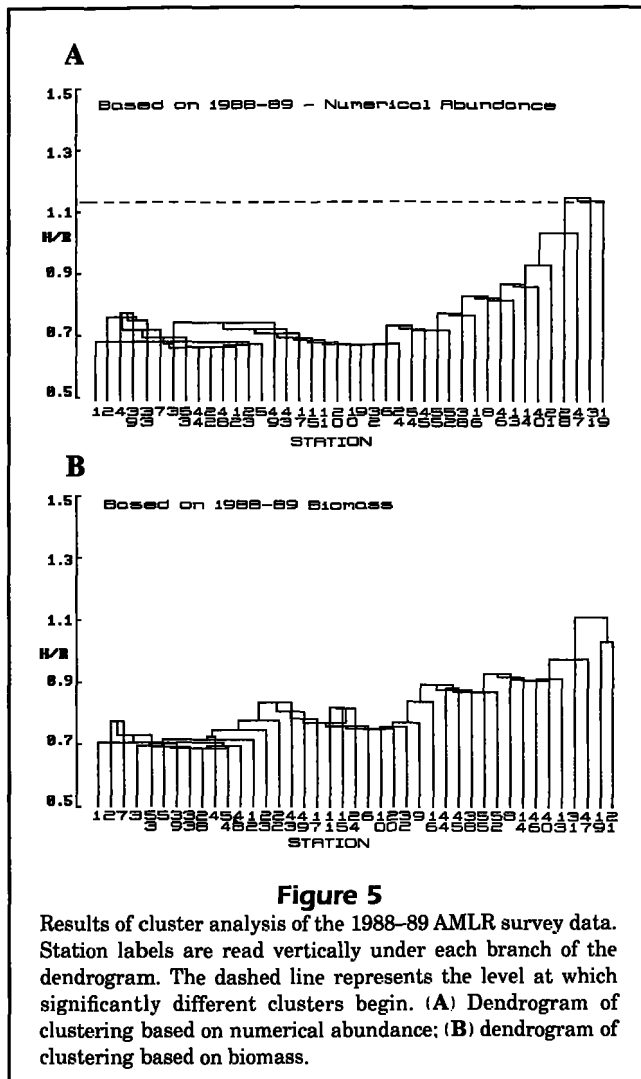 A
1.5
Based on 1988-89 - Numerical Abundance
1.3
1.1
H/R
0.9
0.7
0.5
STATION
B
1.5
Based on 1988-89 Biomass
1.3
1.1
H/R
0.9
0.7
0.5
STATION
Figure 5
Results of cluster analysis of the 1988–89 AMLR survey data.
Station labels are read vertically under each branch of the
dendrogram. The dashed line represents the level at which
significantly different clusters begin. (A) Dendrogram of
clustering based on numerical abundance; (B) dendrogram of
clustering based on biomass.